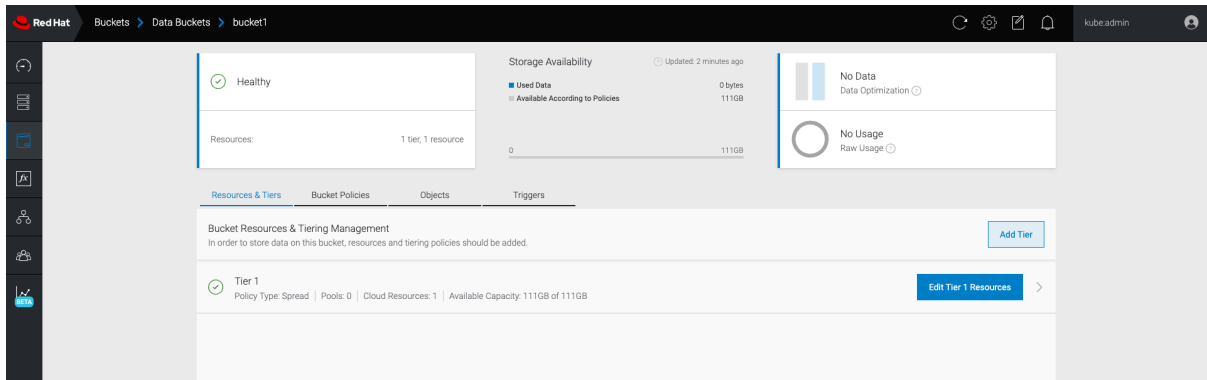 Red Hat
Buckets > Data Buckets > bucket1
kube:admin
Healthy
Resources: 1 tier, 1 resource
Storage Availability
Updated: 2 minutes ago
Used Data 0 bytes
Available According to Policies 111GB
0 111GB
No Data
Data Optimization ?
No Usage
Raw Usage ?
fx
BETA
Resources & Tiers
Bucket Policies
Objects
Triggers
Bucket Resources & Tiering Management
In order to store data on this bucket, resources and tiering policies should be added.
Add Tier
Tier 1
Policy Type: Spread | Pools: 0 | Cloud Resources: 1 | Available Capacity: 111GB of 111GB
Edit Tier 1 Resources